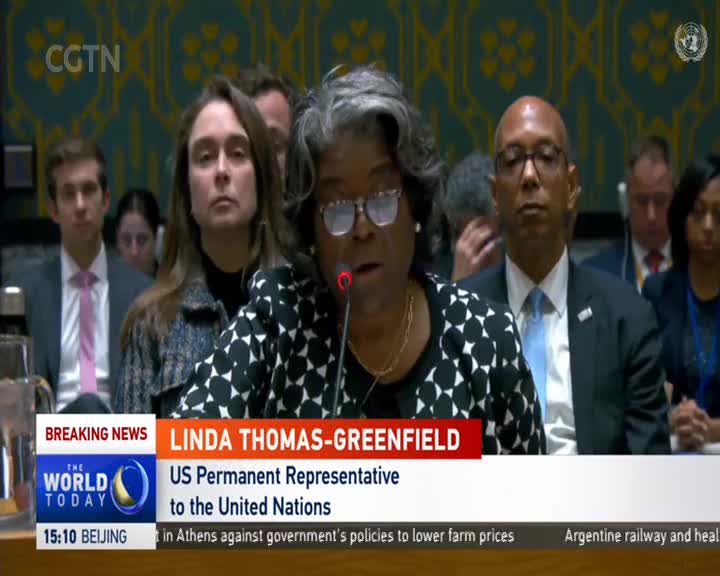 CGTN
BREAKING NEWS
LINDA THOMAS-GREENFIELD
THE
WORLD
TODAY
US Permanent Representative
to the United Nations
15:10 BEIJING
t in Athens against government's policies to lower farm prices Argentine railway and heal